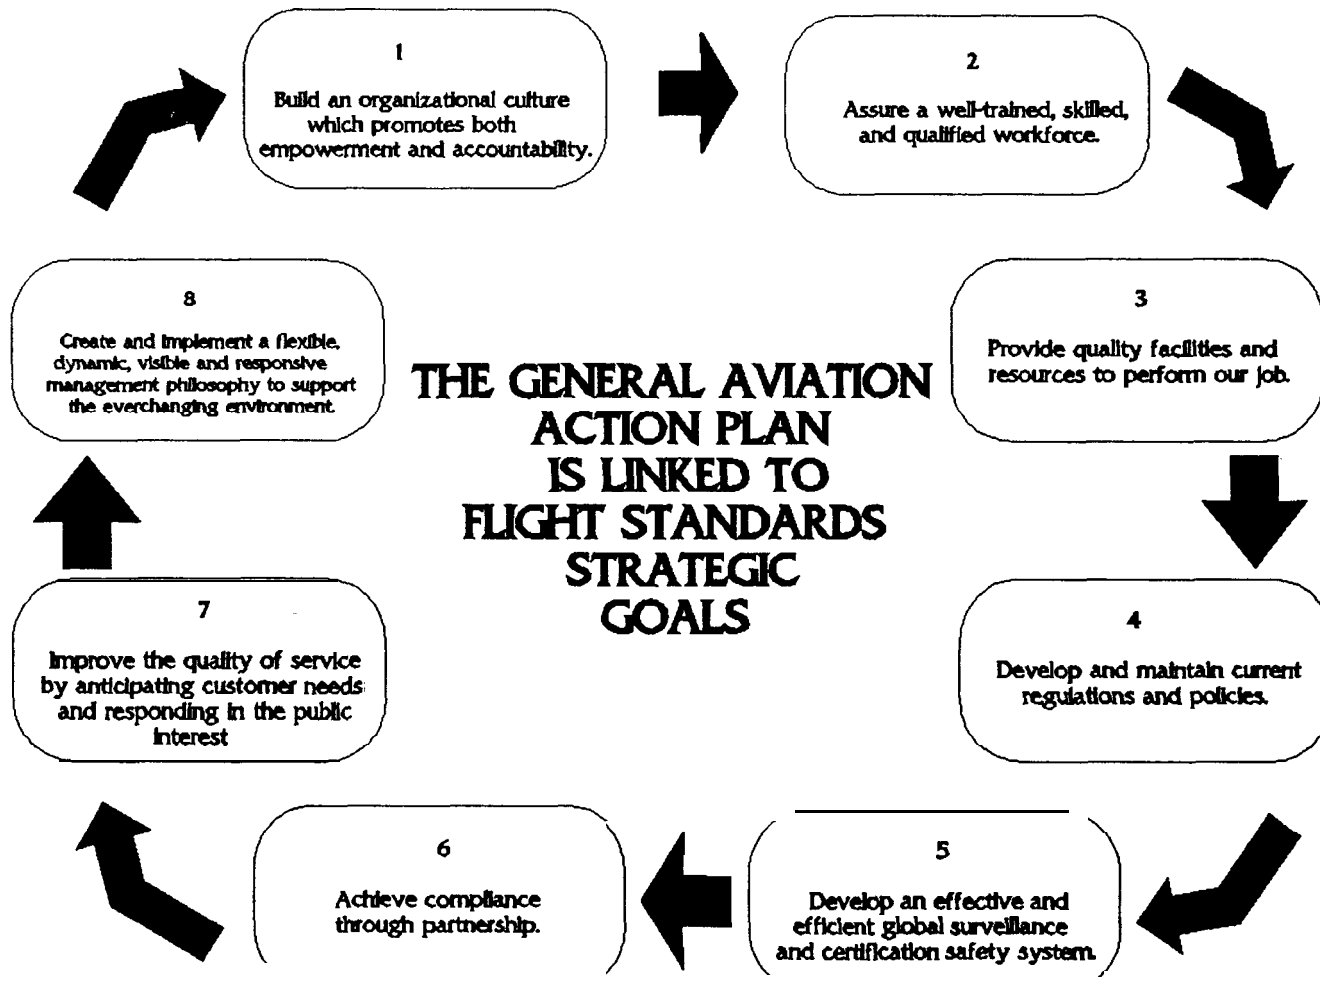 1
Build an organizational culture
which promotes both
empowerment and accountability.
2
Assure a well-trained, skilled,
and qualified workforce.
3
Provide quality facilities and
resources to perform our job.
4
Develop and maintain current
regulations and policies.
5
Develop an effective and
efficient global surveillance
and certification safety system.
6
Achieve compliance
through partnership.
7
Improve the quality of service
by anticipating customer needs
and responding in the public
interest
8
Create and implement a flexible,
dynamic, visible and responsive
management philosophy to support
the everchanging environment.
THE GENERAL AVIATION
ACTION PLAN
IS LINKED TO
FLIGHT STANDARDS
STRATEGIC
GOALS